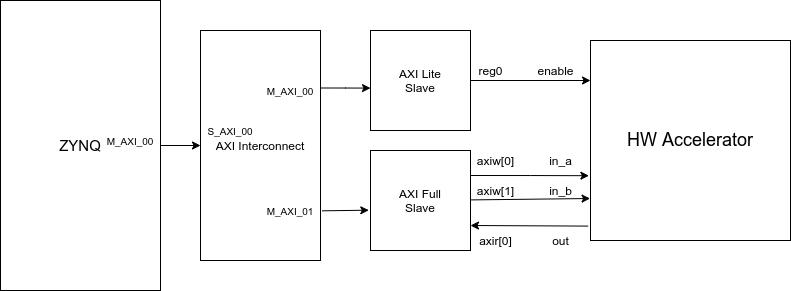 ZYNQ
M_AXI_00
S_AXI_00
AXI Interconnect
M_AXI_00
M_AXI_01
AXI Lite
Slave
reg0
enable
AXI Full
Slave
axiw[0]
in_a
axiw[1]
in_b
axir[0]
out
HW Accelerator